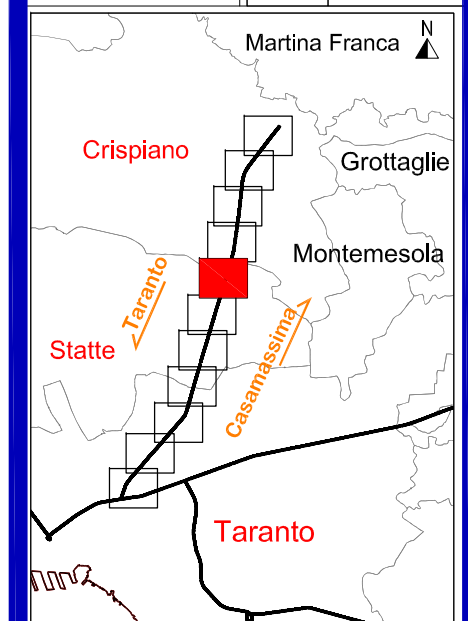 N
Martina Franca
Crispiano
Grottaglie
Montemesola
Taranto
Casamassima
Statte
Taranto